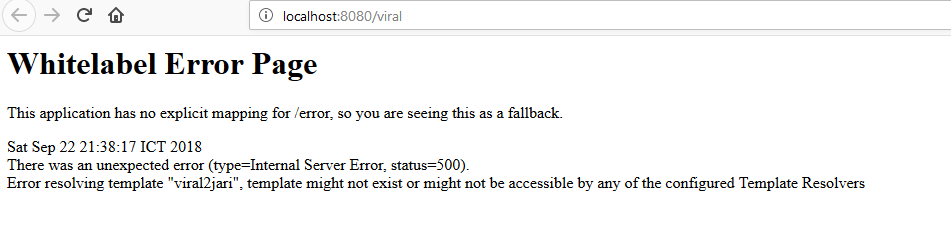 localhost:8080/viral
Whitelabel Error Page
This application has no explicit mapping for /error, so you are seeing this as a fallback.
Sat Sep 22 21:38:17 ICT 2018
There was an unexpected error (type=Internal Server Error, status=500).
Error resolving template "viral2jari", template might not exist or might not be accessible by any of the configured Template Resolvers